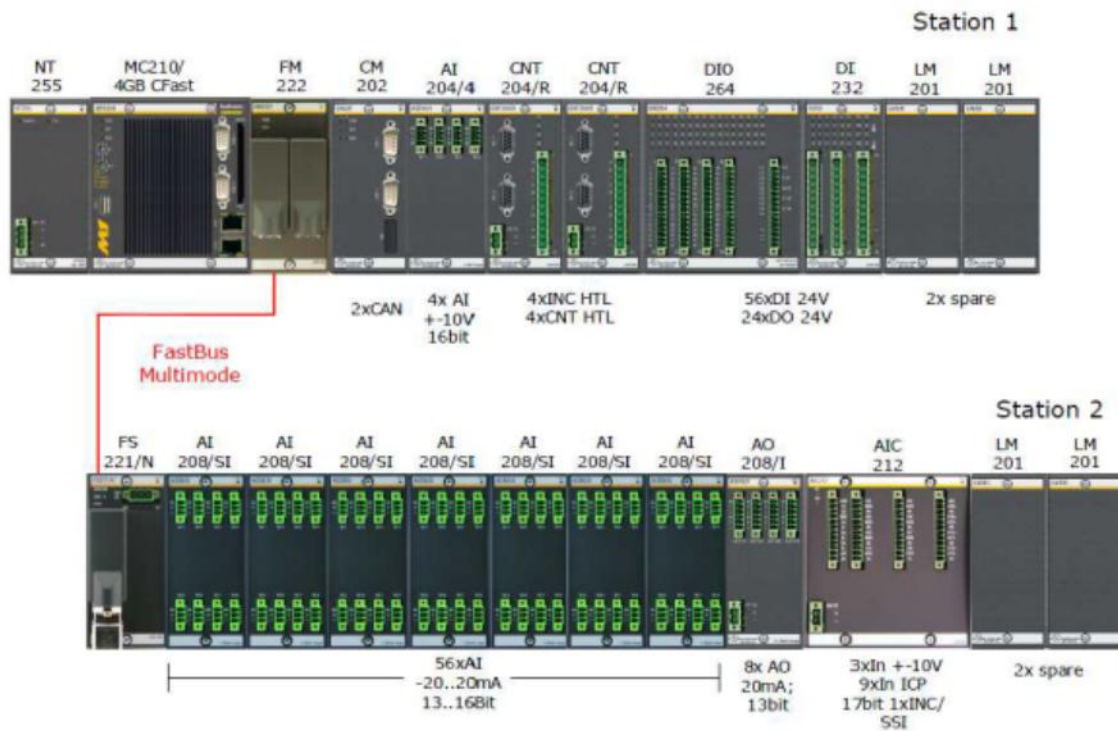 Station 1
NT MC210/ FM CM AI CNT CNT DIO DI LM LM
255 4GB CFast 222 202 204/4 204/R 204/R 264 232 201 201
2xCAN 4x AI 4xINC HTL 56xDI 24V 2x spare
+-10V 4xCNT HTL 24xDO 24V
16bit
FastBus
Multimode
Station 2
FS AI AI AI AI AI AI AI AO AIC LM LM
221/N 208/SI 208/SI 208/SI 208/SI 208/SI 208/SI 208/SI 208/I 212 201 201
56xAI 8x AO 3xIn +-10V 2x spare
-20..20mA 20mA; 9xIn ICP
13..16Bit 13bit 17bit 1xINC/
SSI